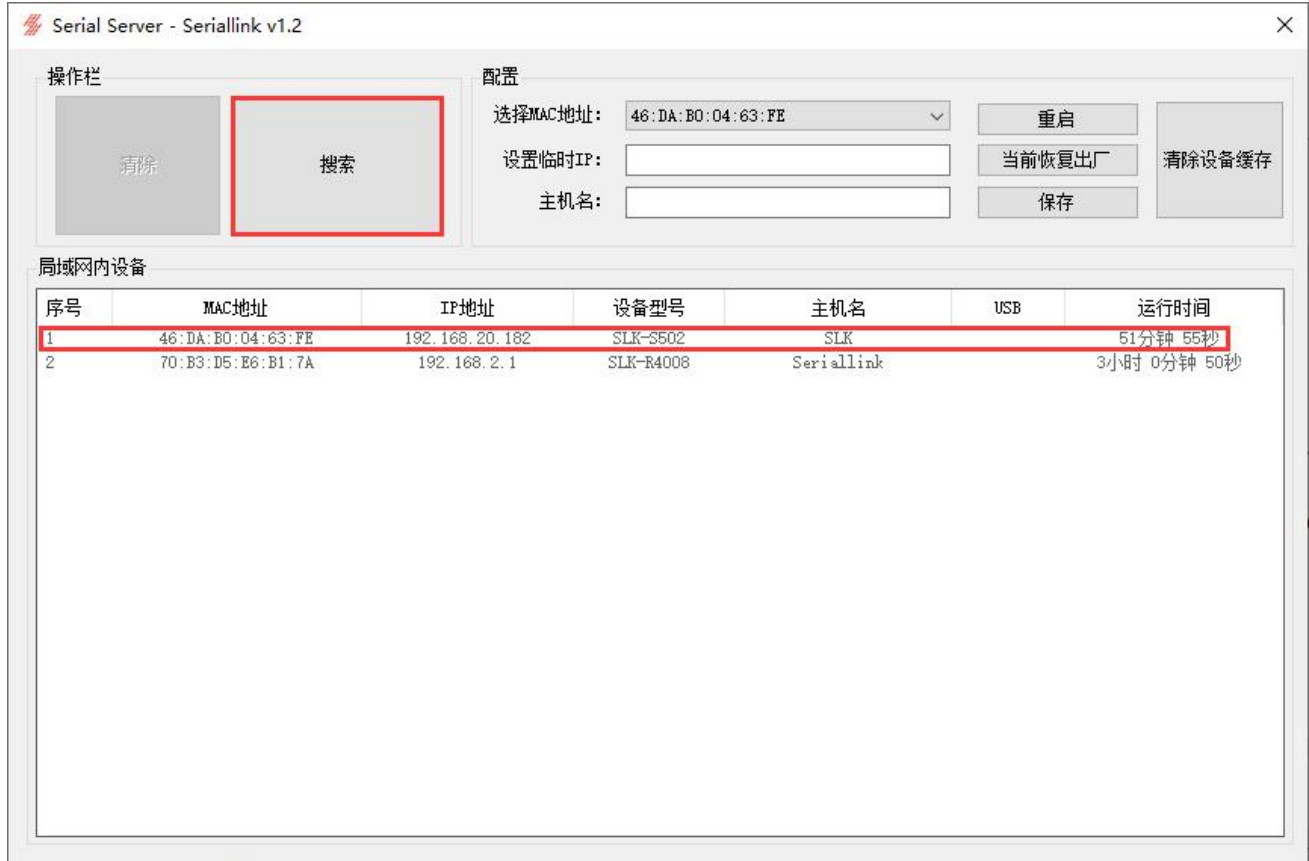 Serial Server - Seriallink v1.2
操作栏
清除
搜索
配置
选择MAC地址： 46:DA:B0:04:63:FE
设置临时IP：
主机名：
重启
当前恢复出厂
保存
清除设备缓存
局域网内设备
序号 MAC地址 IP地址 设备型号 主机名 USB 运行时间
1 46:DA:B0:04:63:FE 192.168.20.182 SLK-S502 SLK 51分钟 55秒
2 70:B3:D5:E6:B1:7A 192.168.2.1 SLK-R4008 Seriallink 3小时 0分钟 50秒